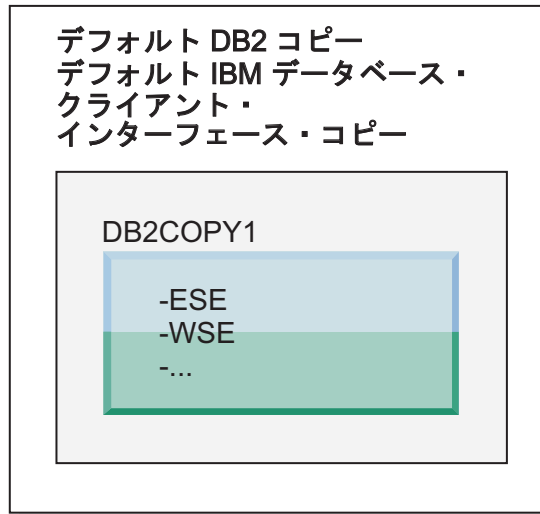 デフォルト DB2 コピー
デフォルト IBM データベース・
クライアント・
インターフェース・コピー
DB2COPY1
-ESE
-WSE
-...